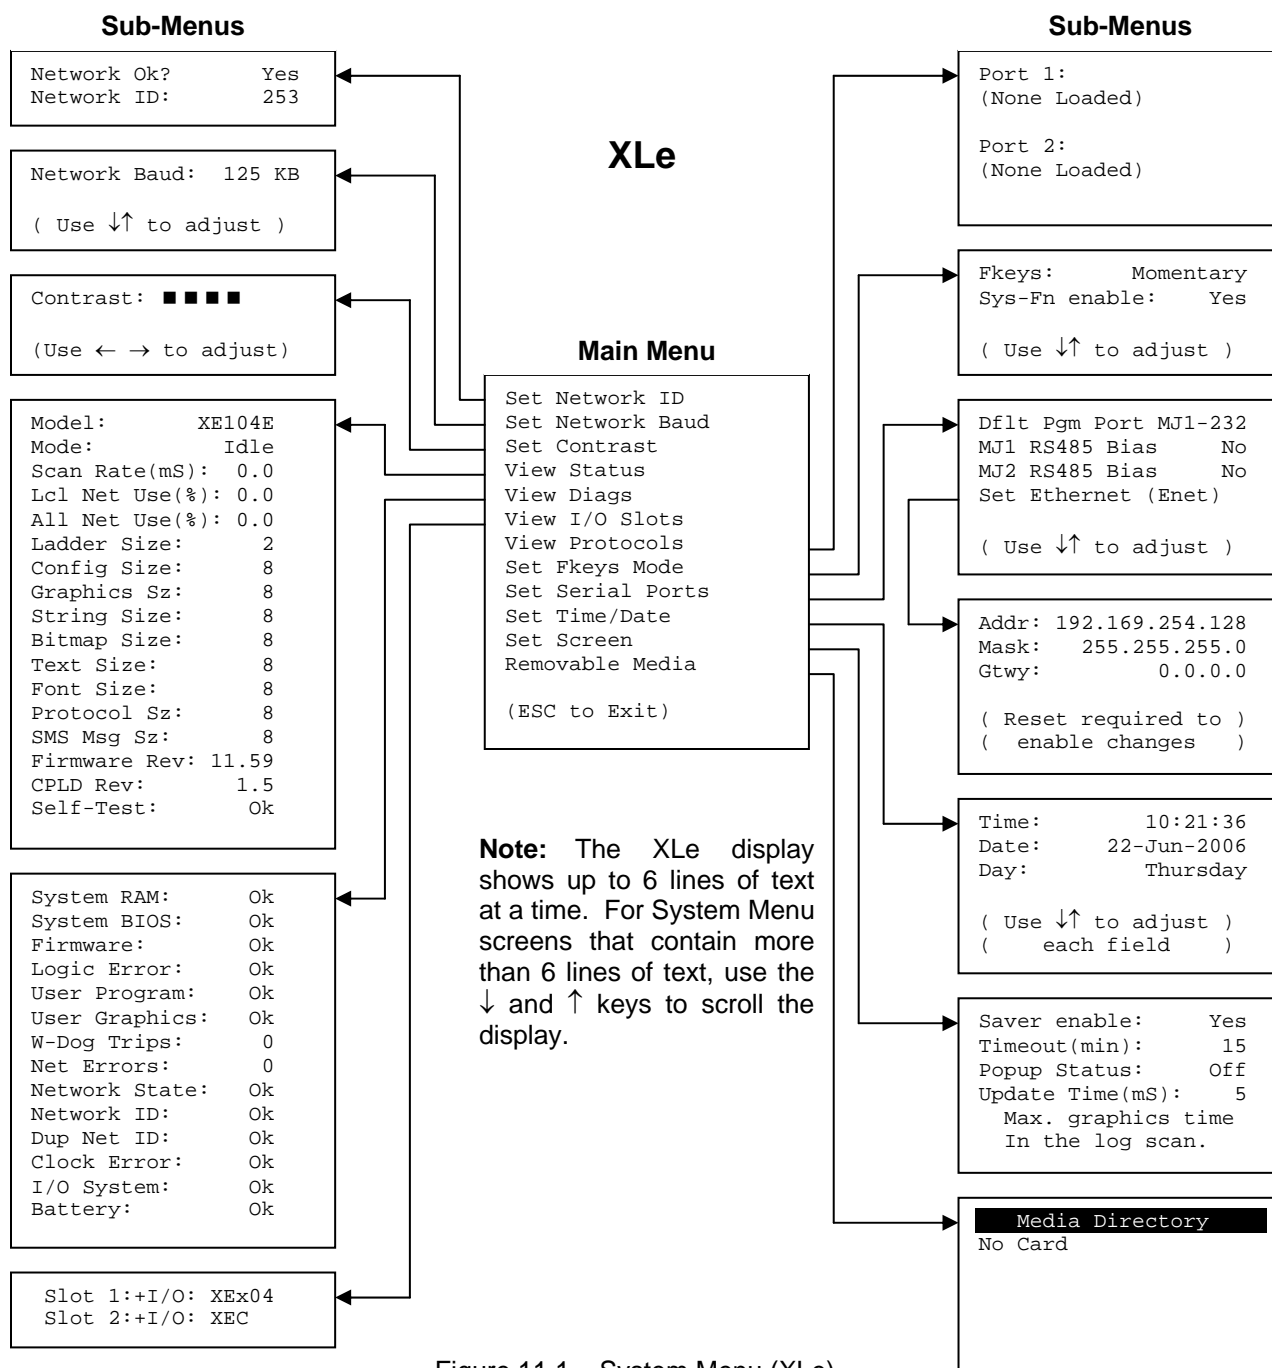 Sub-Menus
Network Ok? Yes
Network ID: 253
Network Baud: 125 KB
( Use ↓↑ to adjust )
Contrast: ■ ■ ■ ■
(Use ← → to adjust)
Model: XE104E
Mode: Idle
Scan Rate(mS): 0.0
Lcl Net Use(%): 0.0
All Net Use(%): 0.0
Ladder Size: 2
Config Size: 8
Graphics Sz: 8
String Size: 8
Bitmap Size: 8
Text Size: 8
Font Size: 8
Protocol Sz: 8
SMS Msg Sz: 8
Firmware Rev: 11.59
CPLD Rev: 1.5
Self-Test: Ok
System RAM: Ok
System BIOS: Ok
Firmware: Ok
Logic Error: Ok
User Program: Ok
User Graphics: Ok
W-Dog Trips: 0
Net Errors: 0
Network State: Ok
Network ID: Ok
Dup Net ID: Ok
Clock Error: Ok
I/O System: Ok
Battery: Ok
Slot 1:+I/O: XEx04
Slot 2:+I/O: XEC
XLe
Main Menu
Set Network ID
Set Network Baud
Set Contrast
View Status
View Diags
View I/O Slots
View Protocols
Set Fkeys Mode
Set Serial Ports
Set Time/Date
Set Screen
Removable Media
(ESC to Exit)
Note: The XLe display
shows up to 6 lines of text
at a time. For System Menu
screens that contain more
than 6 lines of text, use the
↓ and ↑ keys to scroll the
display.
Sub-Menus
Port 1:
(None Loaded)
Port 2:
(None Loaded)
Fkeys: Momentary
Sys-Fn enable: Yes
( Use ↓↑ to adjust )
Dflt Pgm Port MJ1-232
MJ1 RS485 Bias No
MJ2 RS485 Bias No
Set Ethernet (Enet)
( Use ↓↑ to adjust )
Addr: 192.169.254.128
Mask: 255.255.255.0
Gtwy: 0.0.0.0
( Reset required to )
( enable changes )
Time: 10:21:36
Date: 22-Jun-2006
Day: Thursday
( Use ↓↑ to adjust )
( each field )
Saver enable: Yes
Timeout(min): 15
Popup Status: Off
Update Time(mS): 5
Max. graphics time
In the log scan.
Media Directory
No Card
Figure 11.1 – System Menu (XLe)